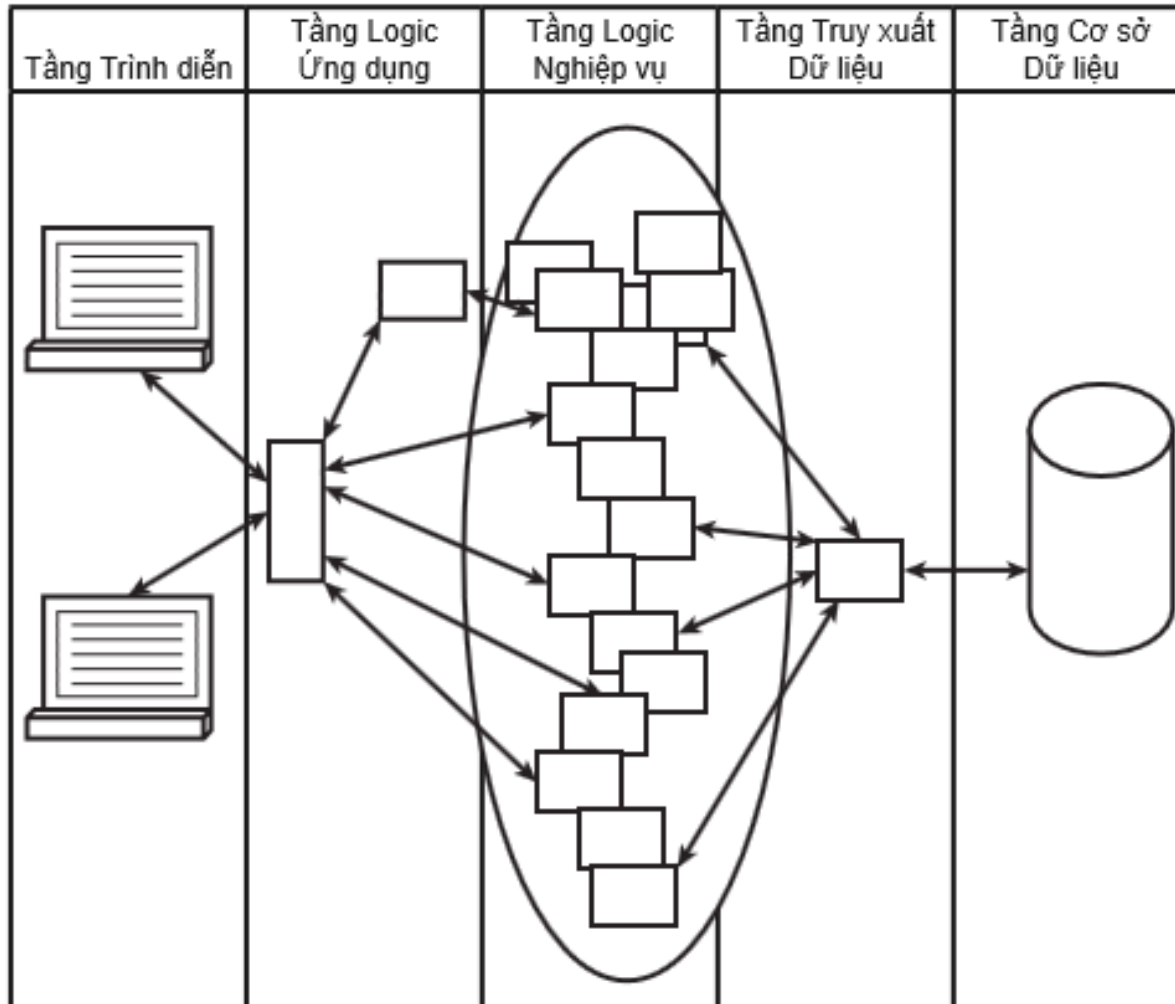 Tầng Trình diễn
Tầng Logic
Ứng dụng
Tầng Logic
Nghiệp vụ
Tầng Truy xuất
Dữ liệu
Tầng Cơ sở
Dữ liệu